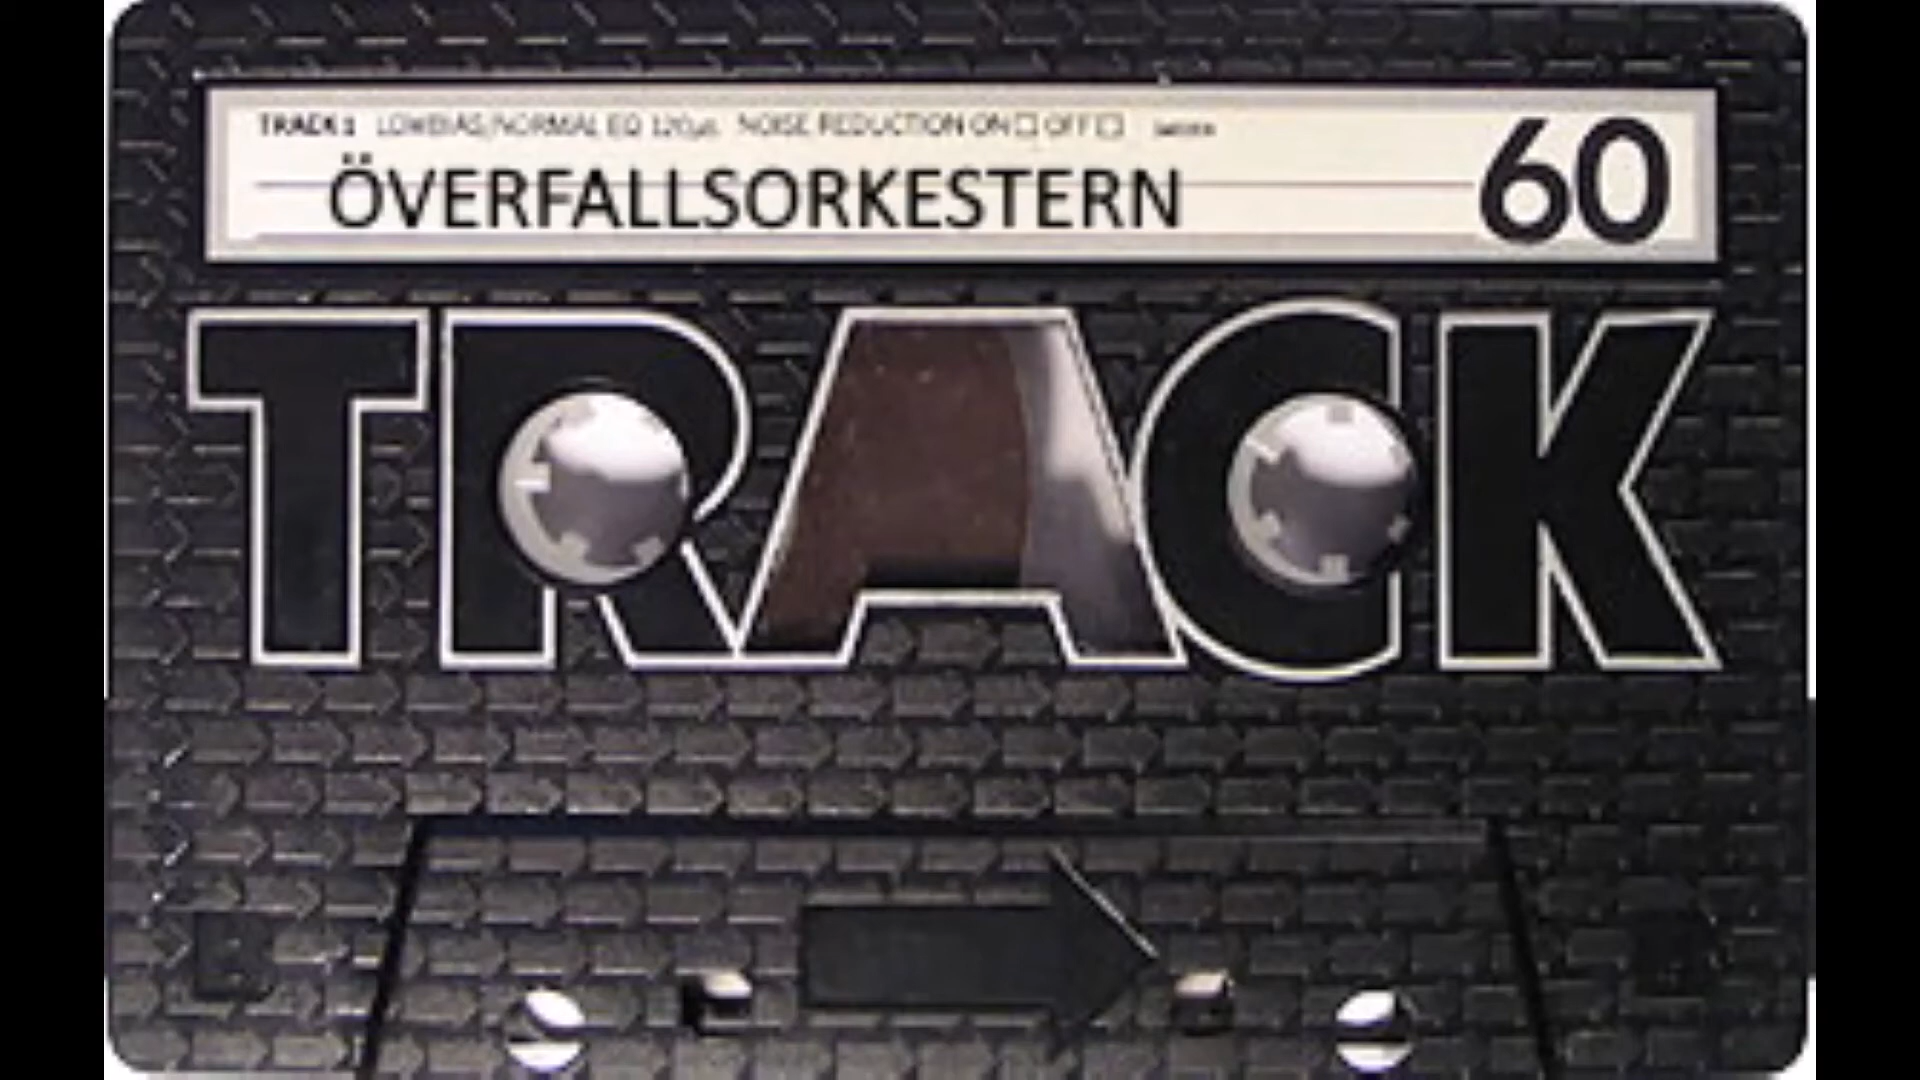 TRACK 1 LOW BIAS/NORMAL EQ 120µs. NOISE REDUCTION ON □ OFF □
60
ÖVERFALLSORKESTERN
TRACK
B